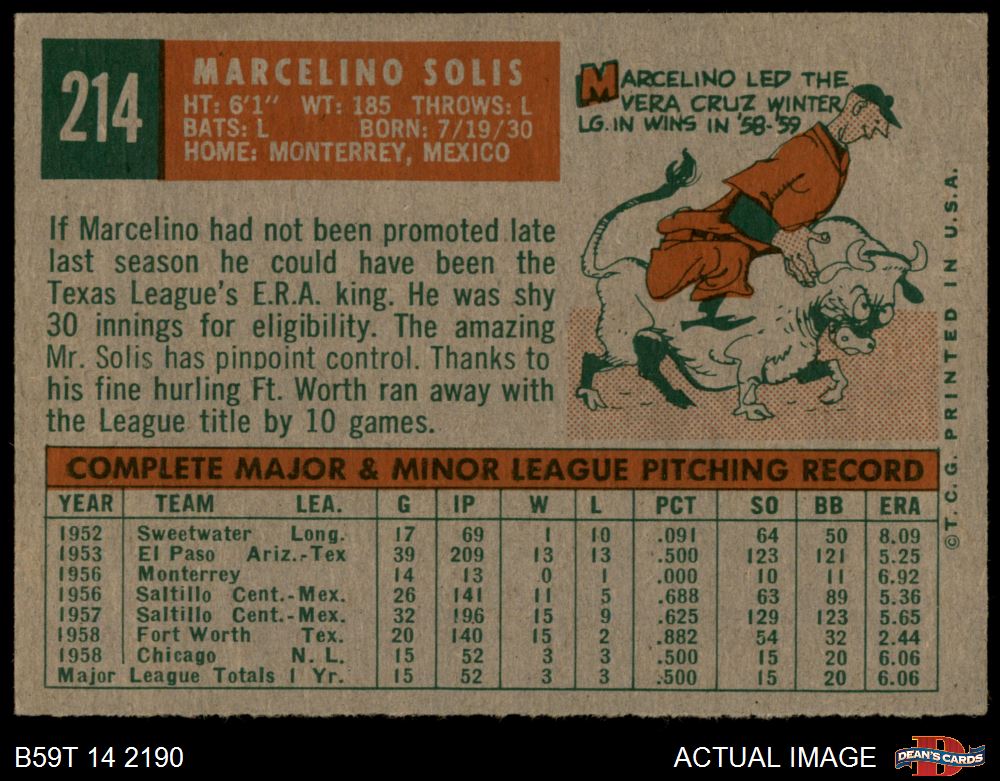 214
MARCELINO SOLIS
HT: 6'1" WT: 185 THROWS: L
BATS: L BORN: 7/19/30
HOME: MONTERREY, MEXICO
MARCELINO LED THE
VERA CRUZ WINTER
LG. IN WINS IN '58-'59
If Marcelino had not been promoted late
last season he could have been the
Texas League's E.R.A. king. He was shy
30 innings for eligibility. The amazing
Mr. Solis has pinpoint control. Thanks to
his fine hurling Ft. Worth ran away with
the League title by 10 games.
COMPLETE MAJOR & MINOR LEAGUE PITCHING RECORD
YEAR TEAM LEA. G IP W L PCT SO BB ERA
1952 Sweetwater Long. 17 69 1 10 .091 64 50 8.09
1953 El Paso Ariz.-Tex 39 209 13 13 .500 123 121 5.25
1956 Monterrey 14 13 0 1 .000 10 11 6.92
1956 Saltillo Cent.-Mex. 26 141 11 5 .688 63 89 5.36
1957 Saltillo Cent.-Mex. 32 196 15 9 .625 129 123 5.65
1958 Fort Worth Tex. 20 140 15 2 .882 54 32 2.44
1958 Chicago N. L. 15 52 3 3 .500 15 20 6.06
Major League Totals 1 Yr. 15 52 3 3 .500 15 20 6.06
©T. C. G. PRINTED IN U.S.A.
B59T 14 2190
ACTUAL IMAGE
D
DEAN'S CARDS